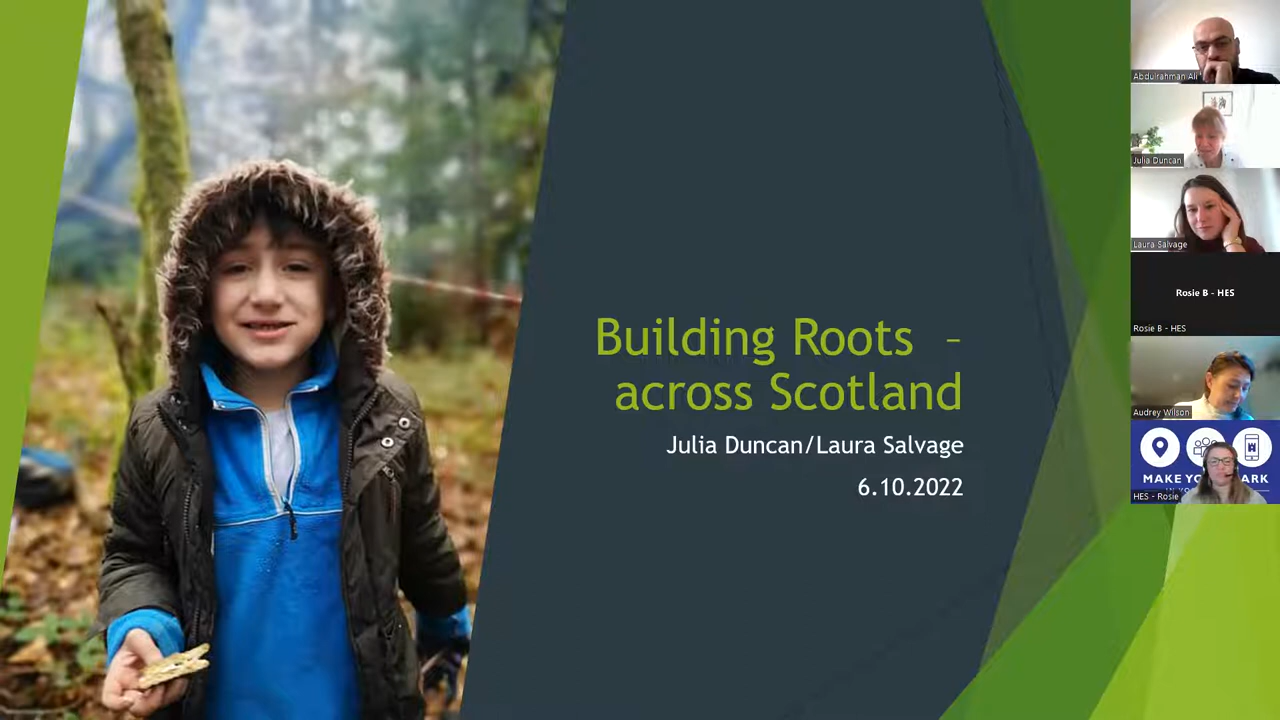 Building Roots –
across Scotland
Julia Duncan/Laura Salvage
6.10.2022
Abdulrahman Ali
Julia Duncan
Laura Salvage
Rosie B - HES
Rosie B - HES
Audrey Wilson
MAKE YO ARK
HES - Rosie